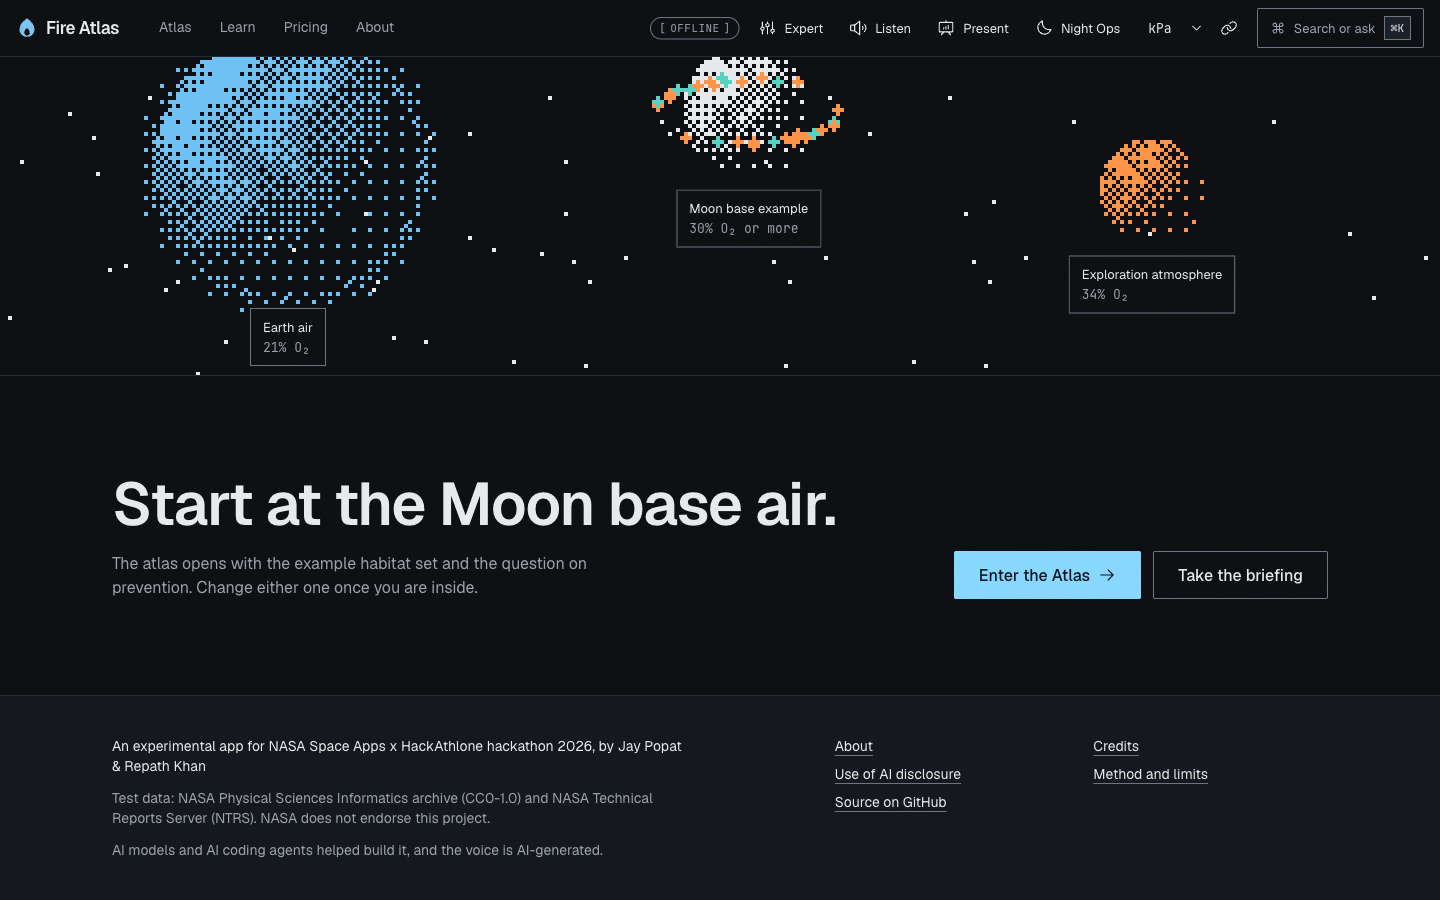 Fire Atlas
Atlas
Learn
Pricing
About
[ OFFLINE ]
Expert
Listen
Present
Night Ops
kPa
⌘ Search or ask ⌘K
Moon base example
30% O₂ or more
Exploration atmosphere
34% O₂
Earth air
21% O₂
Start at the Moon base air.
The atlas opens with the example habitat set and the question on
prevention. Change either one once you are inside.
Enter the Atlas →
Take the briefing
An experimental app for NASA Space Apps x HackAthlone hackathon 2026, by Jay Popat
& Repath Khan
Test data: NASA Physical Sciences Informatics archive (CC0-1.0) and NASA Technical
Reports Server (NTRS). NASA does not endorse this project.
AI models and AI coding agents helped build it, and the voice is AI-generated.
About
Use of AI disclosure
Source on GitHub
Credits
Method and limits